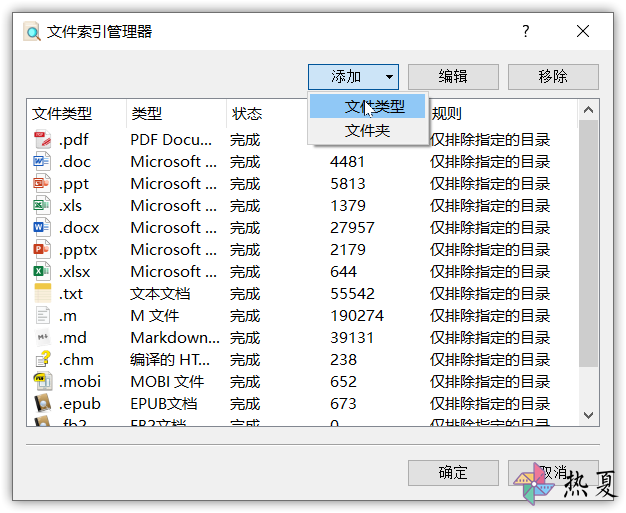 文件索引管理器
?
添加 编辑 移除
文件类型
文件夹
文件类型 类型 状态 规则
.pdf PDF Docu... 完成 仅排除指定的目录
.doc Microsoft ... 完成 4481 仅排除指定的目录
.ppt Microsoft ... 完成 5813 仅排除指定的目录
.xls Microsoft ... 完成 1379 仅排除指定的目录
.docx Microsoft ... 完成 27957 仅排除指定的目录
.pptx Microsoft ... 完成 2179 仅排除指定的目录
.xlsx Microsoft ... 完成 644 仅排除指定的目录
.txt 文本文档 完成 55542 仅排除指定的目录
.m M 文件 完成 190274 仅排除指定的目录
.md Markdown... 完成 39131 仅排除指定的目录
.chm 编译的 HT... 完成 238 仅排除指定的目录
.mobi MOBI 文件 完成 652 仅排除指定的目录
.epub EPUB文档 完成 673 仅排除指定的目录
.fb2 FB2文档 完成 0 仅排除指定的目录
确定 取消
热夏